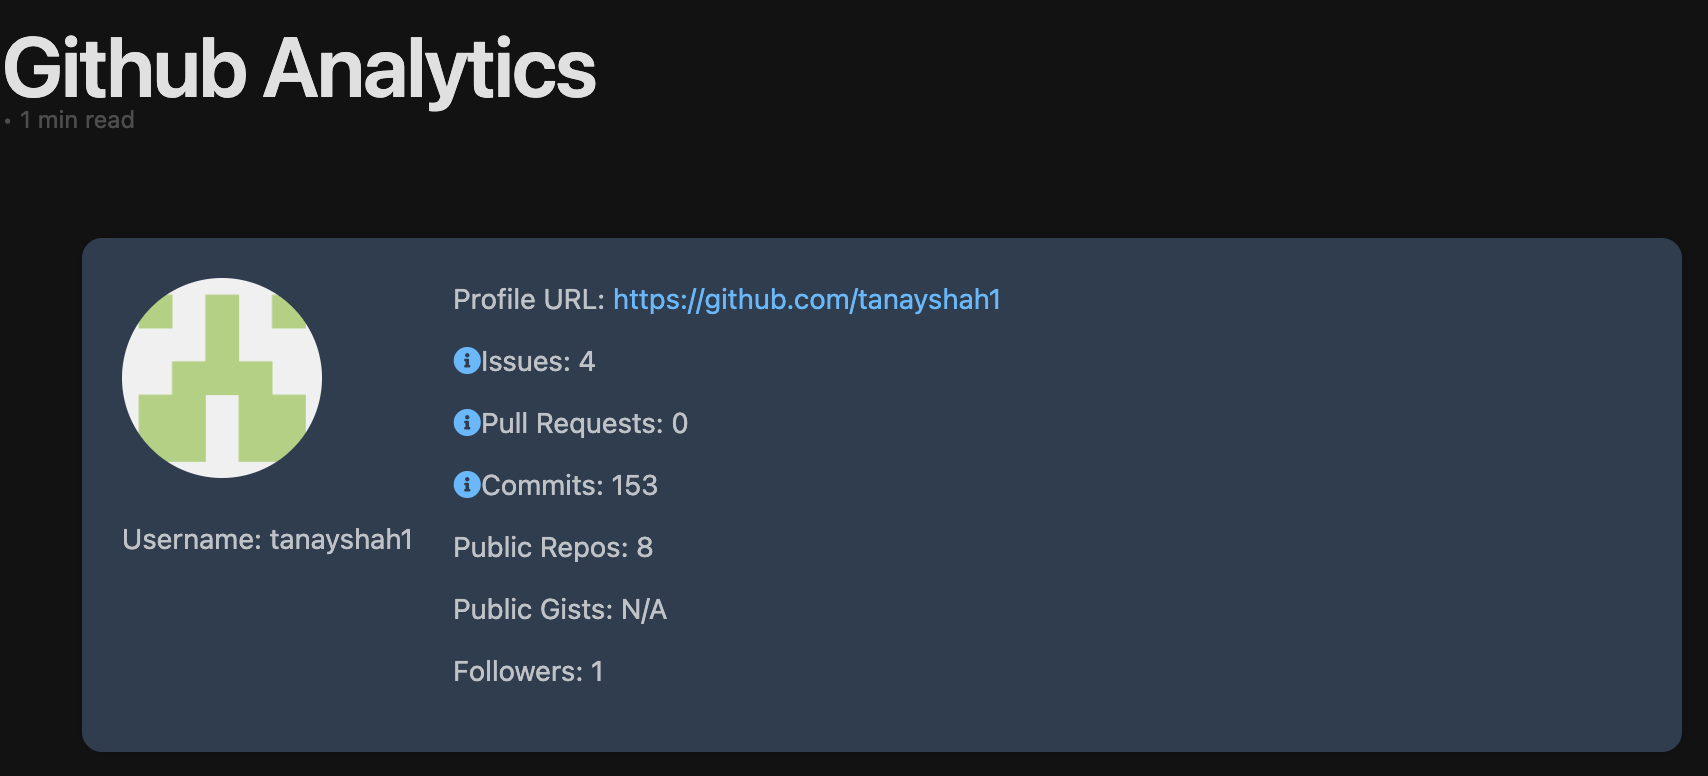 Github Analytics
• 1 min read
Profile URL: https://github.com/tanayshah1
Issues: 4
Pull Requests: 0
Commits: 153
Username: tanayshah1
Public Repos: 8
Public Gists: N/A
Followers: 1